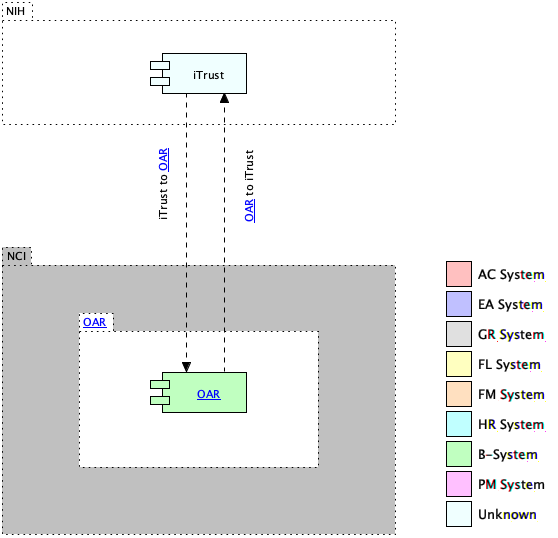 NIH
iTrust
iTrust to OAR
OAR to iTrust
NCI
OAR
OAR
AC System
EA System
GR System
FL System
FM System
HR System
B-System
PM System
Unknown